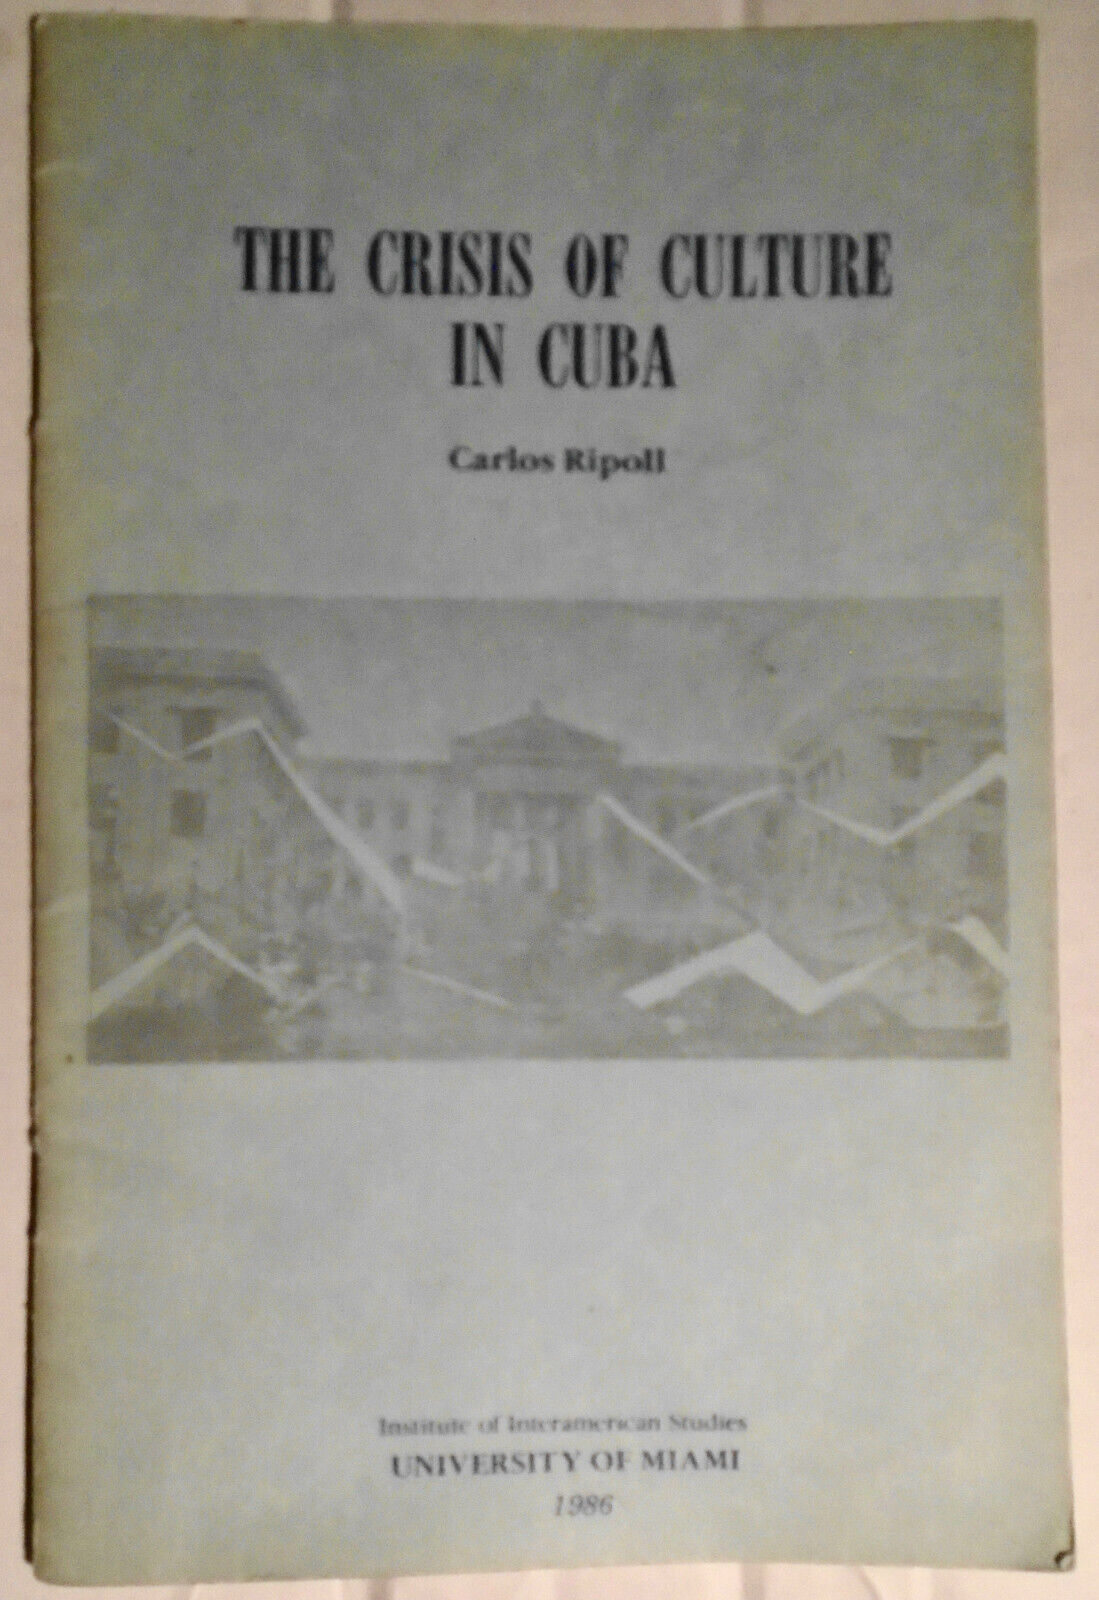 THE CRISIS OF CULTURE
IN CUBA
Carlos Ripoll
Institute of Interamerican Studies
UNIVERSITY OF MIAMI
1986